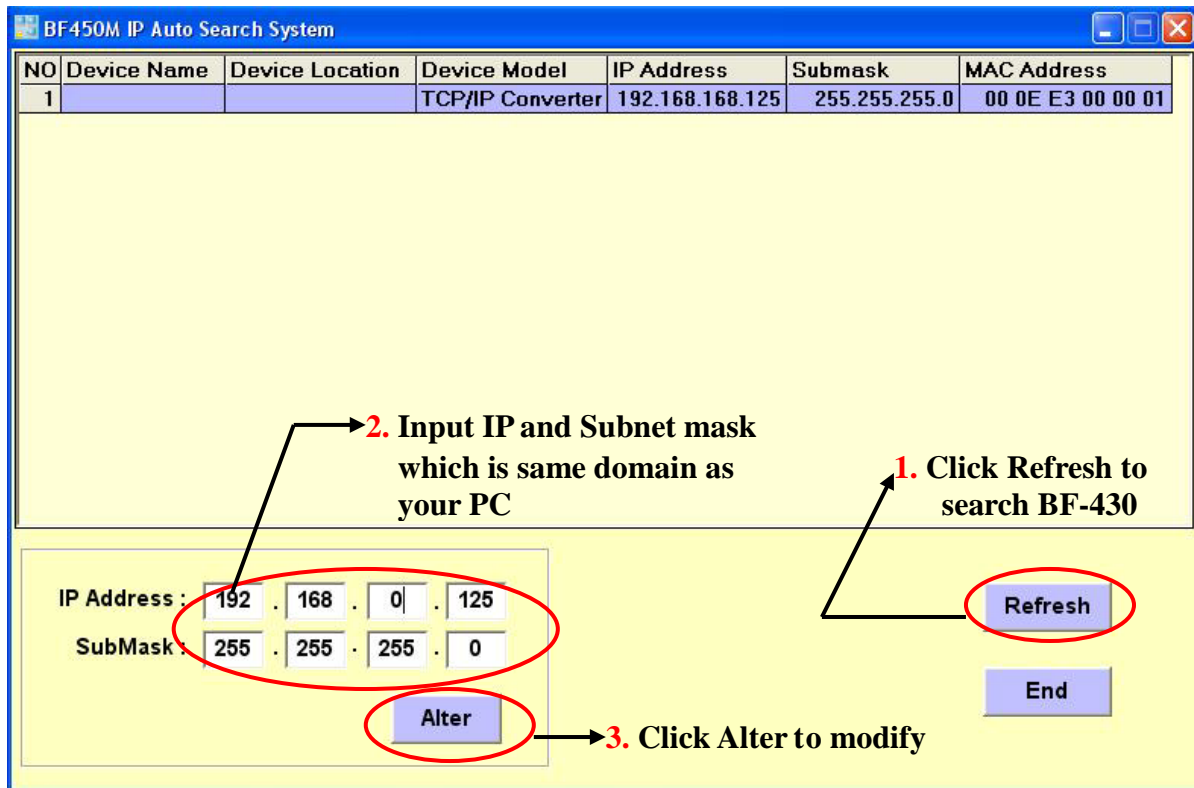 BF450M IP Auto Search System
NO Device Name Device Location Device Model IP Address Submask MAC Address
1 TCP/IP Converter 192.168.168.125 255.255.255.0 00 0E E3 00 00 01
2. Input IP and Subnet mask
which is same domain as
your PC
1. Click Refresh to
search BF-430
IP Address : 192 . 168 . 0 . 125
SubMask : 255 . 255 . 255 . 0
Refresh
End
Alter
3. Click Alter to modify